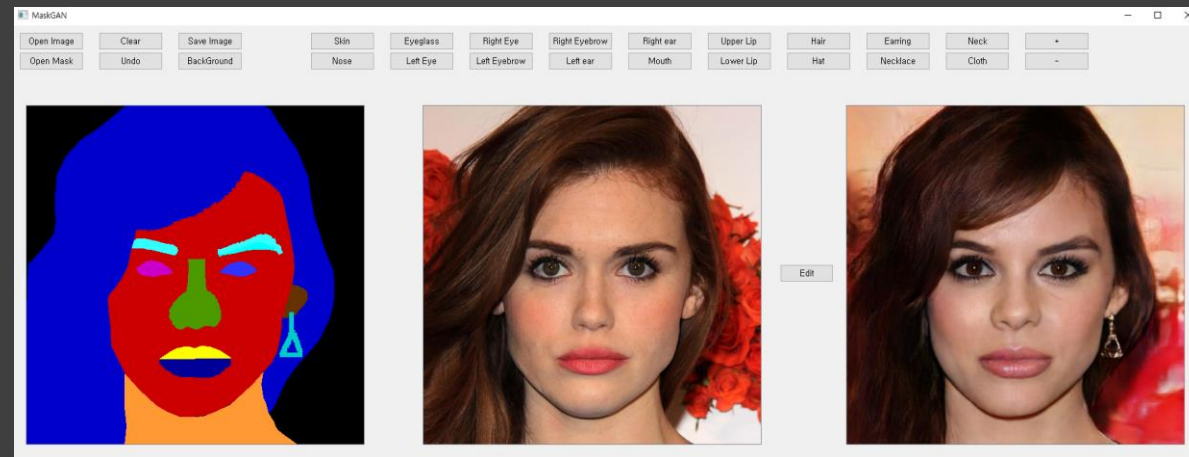 MaskGAN
Open Image Clear Save Image Skin Eyeglass Right Eye Right Eyebrow Right ear Upper Lip Hair Earring Neck +
Open Mask Undo BackGround Nose Left Eye Left Eyebrow Left ear Mouth Lower Lip Hat Necklace Cloth -
Edit